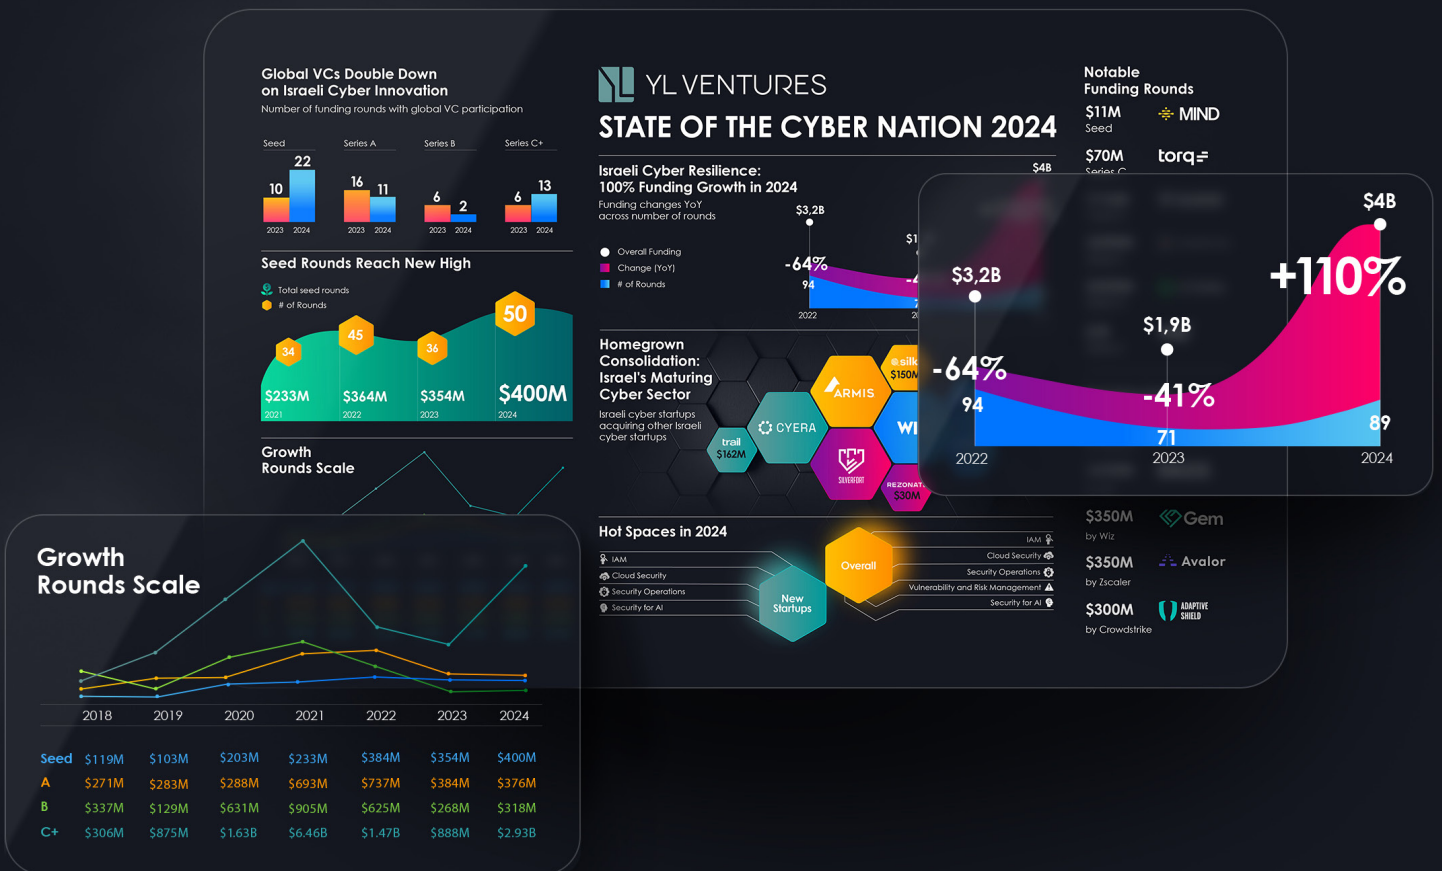 Global VCs Double Down
on Israeli Cyber Innovation
Number of funding rounds with global VC participation
Seed
Series A
Series B
Series C+
10
22
16
11
6
2
6
13
2023
2024
2023
2024
2023
2024
2023
2024
Seed Rounds Reach New High
Total seed rounds
# of Rounds
34
45
36
50
$233M
$364M
$354M
$400M
2021
2022
2023
2024
Growth
Rounds Scale
YL VENTURES
STATE OF THE CYBER NATION 2024
Israeli Cyber Resilience:
100% Funding Growth in 2024
Funding changes YoY
across number of rounds
Overall Funding
Change (YoY)
# of Rounds
$3,2B
-64%
94
2022
$4B
Homegrown
Consolidation:
Israel's Maturing
Cyber Sector
Israeli cyber startups
acquiring other Israeli
cyber startups
trail
$162M
CYERA
ARMIS
SILVERFORT
silk
$150M
WI
REZONAT
$30M
Hot Spaces in 2024
IAM
Cloud Security
Security Operations
Security for AI
New
Startups
Overall
IAM
Cloud Security
Security Operations
Vulnerability and Risk Management
Security for AI
Notable
Funding Rounds
$11M
MIND
Seed
$70M
torq
Series C
$350M
Gem
by Wiz
$350M
Avalor
by Zscaler
$300M
ADAPTIVE
SHIELD
by Crowdstrike
$3,2B
$1,9B
$4B
-64%
-41%
+110%
94
71
89
2022
2023
2024
Growth
Rounds Scale
2018 2019 2020 2021 2022 2023 2024
Seed $119M $103M $203M $233M $384M $354M $400M
A $271M $283M $288M $693M $737M $384M $376M
B $337M $129M $631M $905M $625M $268M $318M
C+ $306M $875M $1.63B $6.46B $1.47B $888M $2.93B